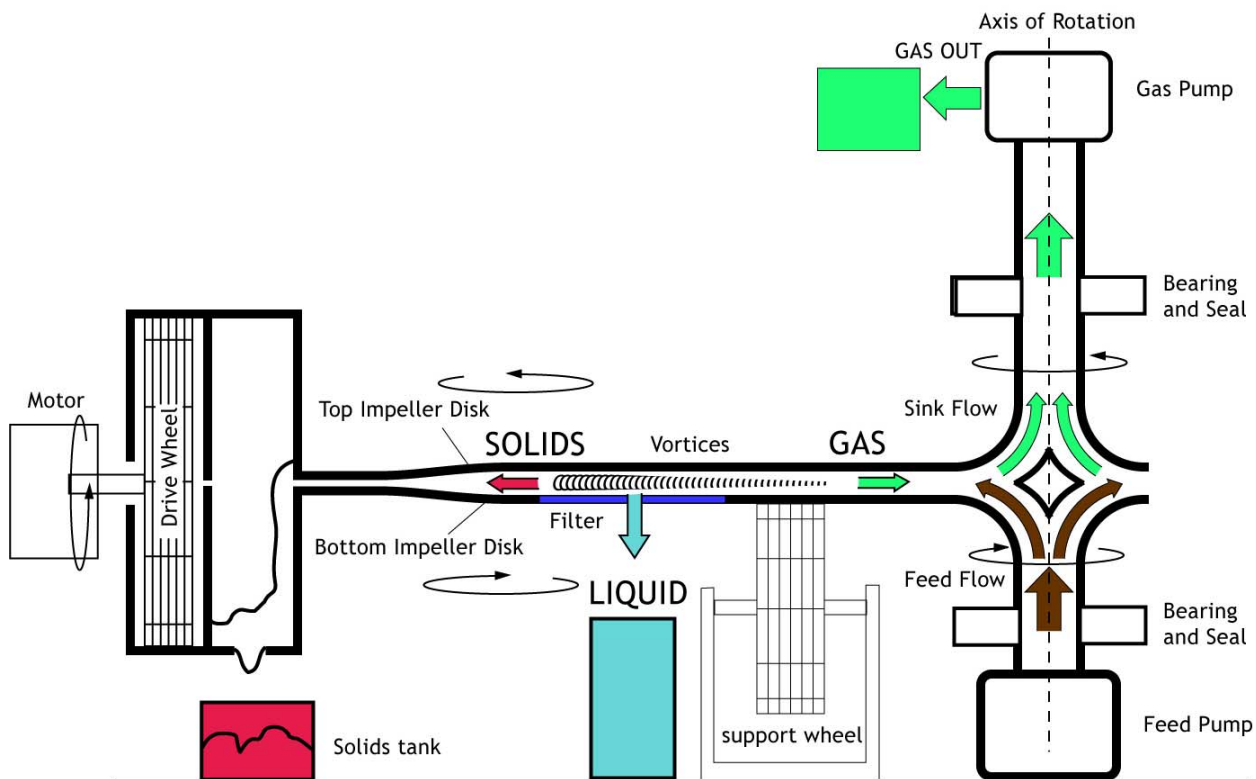 Axis of Rotation
GAS OUT
Gas Pump
Bearing
and Seal
Motor
Drive Wheel
Top Impeller Disk
SOLIDS
Vortices
GAS
Sink Flow
Filter
Bottom Impeller Disk
LIQUID
Feed Flow
Bearing
and Seal
support wheel
Feed Pump
Solids tank